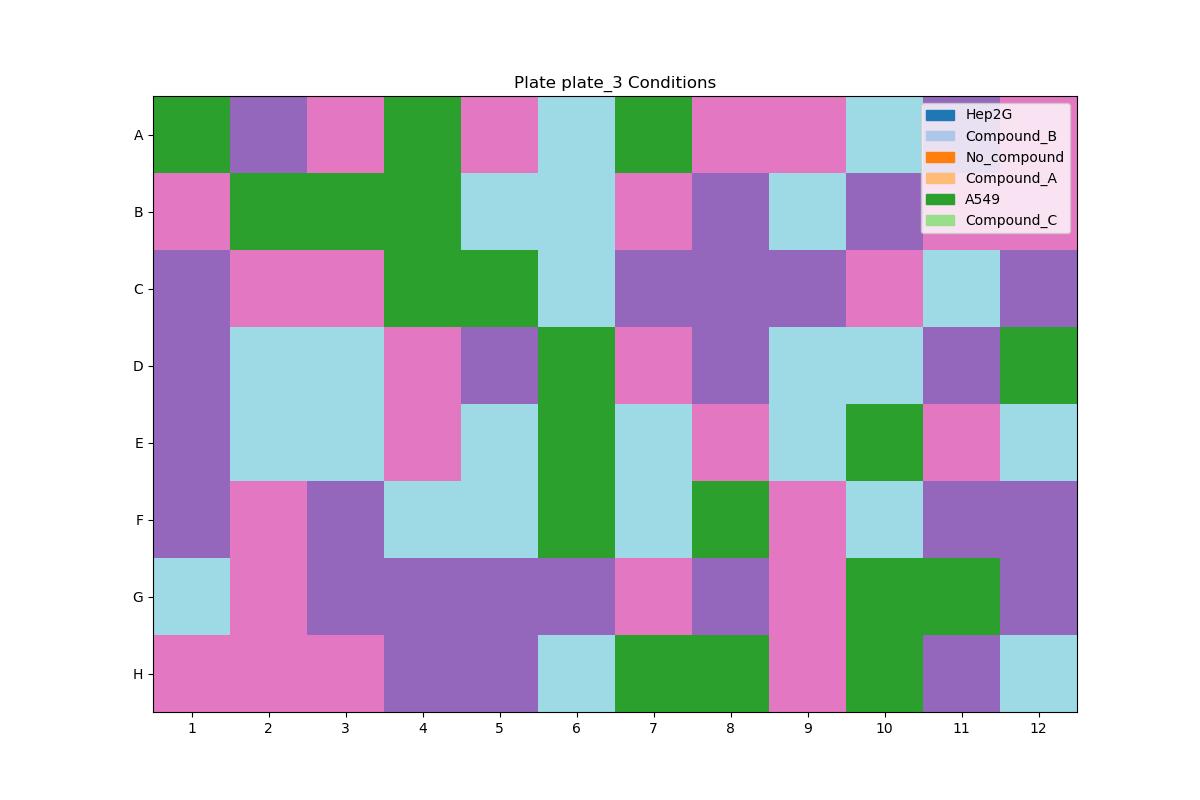 Plate plate_3 Conditions
Hep2G
Compound_B
No_compound
Compound_A
A549
Compound_C
A
B
C
D
E
F
G
H
1 2 3 4 5 6 7 8 9 10 11 12